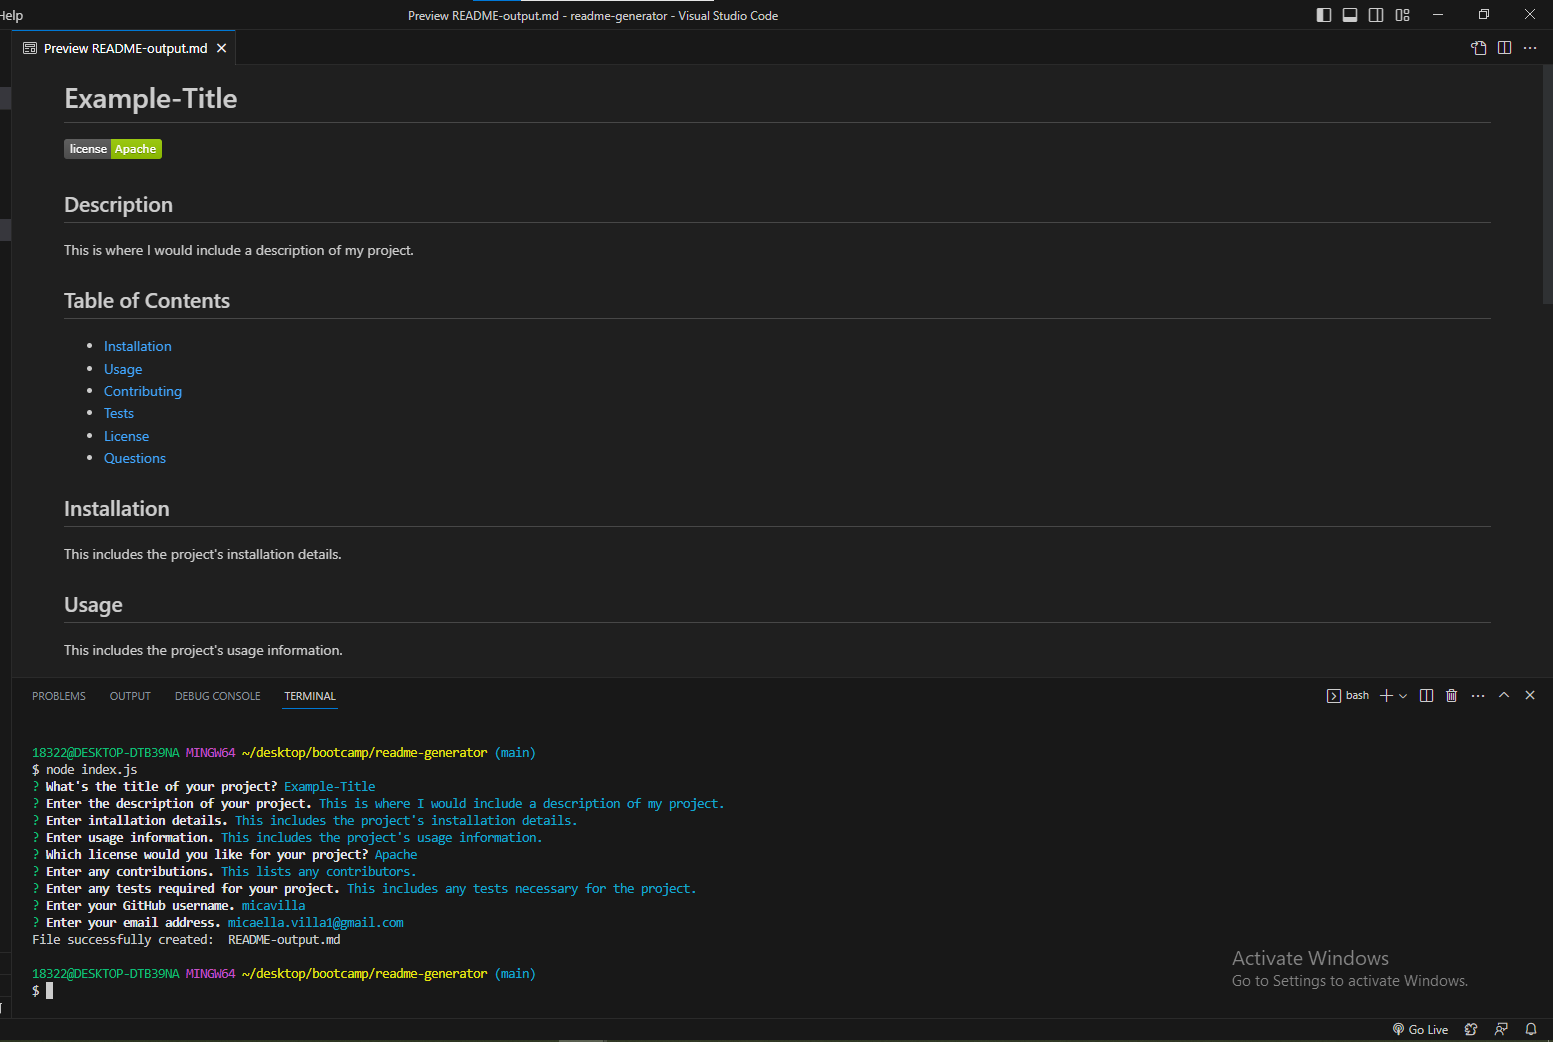 Help
Preview README-output.md - readme-generator - Visual Studio Code
Preview README-output.md
Example-Title
license Apache
Description
This is where I would include a description of my project.
Table of Contents
Installation
Usage
Contributing
Tests
License
Questions
Installation
This includes the project's installation details.
Usage
This includes the project's usage information.
PROBLEMS OUTPUT DEBUG CONSOLE TERMINAL
bash
18322@DESKTOP-DTB39NA MINGW64 ~/desktop/bootcamp/readme-generator (main)
$ node index.js
? What's the title of your project? Example-Title
? Enter the description of your project. This is where I would include a description of my project.
? Enter intallation details. This includes the project's installation details.
? Enter usage information. This includes the project's usage information.
? Which license would you like for your project? Apache
? Enter any contributions. This lists any contributors.
? Enter any tests required for your project. This includes any tests necessary for the project.
? Enter your GitHub username. micavilla
? Enter your email address. micaella.villa1@gmail.com
File successfully created:  README-output.md
18322@DESKTOP-DTB39NA MINGW64 ~/desktop/bootcamp/readme-generator (main)
$
Activate Windows
Go to Settings to activate Windows.
Go Live